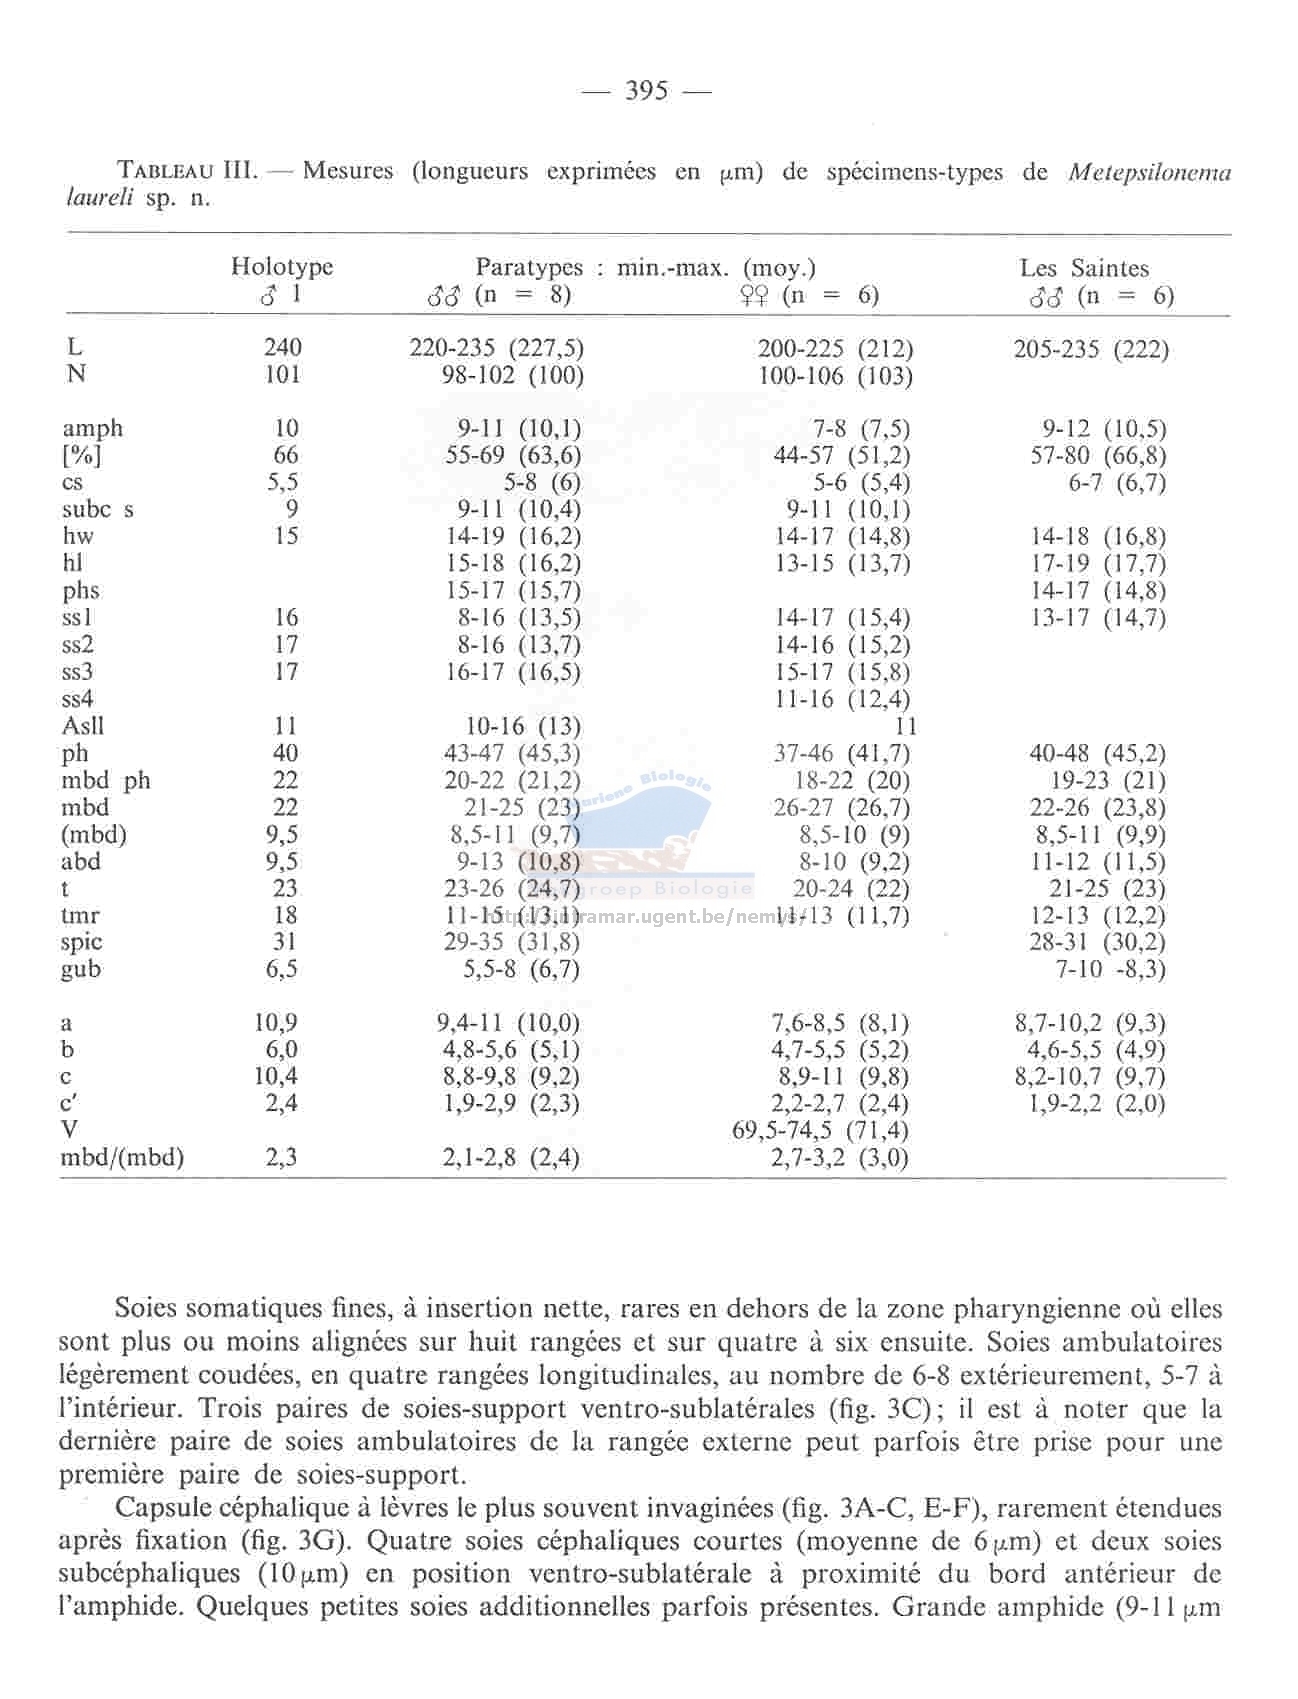 — 395 —
TABLEAU III. — Mesures (longueurs exprimées en µm) de spécimens-types de Metepsilonema
laureli sp. n.
Holotype Paratypes : min.-max. (moy.) Les Saintes
♂ 1 ♂♂ (n = 8) ♀♀ (n = 6) ♂♂ (n = 6)
L 240 220-235 (227,5) 200-225 (212) 205-235 (222)
N 101 98-102 (100) 100-106 (103)
amph 10 9-11 (10,1) 7-8 (7,5) 9-12 (10,5)
[%] 66 55-69 (63,6) 44-57 (51,2) 57-80 (66,8)
cs 5,5 5-8 (6) 5-6 (5,4) 6-7 (6,7)
subc s 9 9-11 (10,4) 9-11 (10,1)
hw 15 14-19 (16,2) 14-17 (14,8) 14-18 (16,8)
hl 15-18 (16,2) 13-15 (13,7) 17-19 (17,7)
phs 15-17 (15,7) 14-17 (14,8)
ss1 16 8-16 (13,5) 14-17 (15,4) 13-17 (14,7)
ss2 17 8-16 (13,7) 14-16 (15,2)
ss3 17 16-17 (16,5) 15-17 (15,8)
ss4 11-16 (12,4)
Asll 11 10-16 (13) 11
ph 40 43-47 (45,3) 37-46 (41,7) 40-48 (45,2)
mbd ph 22 20-22 (21,2) 18-22 (20) 19-23 (21)
mbd 22 21-25 (23) 26-27 (26,7) 22-26 (23,8)
(mbd) 9,5 8,5-11 (9,7) 8,5-10 (9) 8,5-11 (9,9)
abd 9,5 9-13 (10,8) 8-10 (9,2) 11-12 (11,5)
t 23 23-26 (24,7) 20-24 (22) 21-25 (23)
tmr 18 11-15 (13,1) 11-13 (11,7) 12-13 (12,2)
spic 31 29-35 (31,8) 28-31 (30,2)
gub 6,5 5,5-8 (6,7) 7-10 -8,3)
a 10,9 9,4-11 (10,0) 7,6-8,5 (8,1) 8,7-10,2 (9,3)
b 6,0 4,8-5,6 (5,1) 4,7-5,5 (5,2) 4,6-5,5 (4,9)
c 10,4 8,8-9,8 (9,2) 8,9-11 (9,8) 8,2-10,7 (9,7)
c′ 2,4 1,9-2,9 (2,3) 2,2-2,7 (2,4) 1,9-2,2 (2,0)
V 69,5-74,5 (71,4)
mbd/(mbd) 2,3 2,1-2,8 (2,4) 2,7-3,2 (3,0)
Mariene Biologie
Biologie
http://intramar.ugent.be/nemys/
Soies somatiques fines, à insertion nette, rares en dehors de la zone pharyngienne où elles
sont plus ou moins alignées sur huit rangées et sur quatre à six ensuite. Soies ambulatoires
légèrement coudées, en quatre rangées longitudinales, au nombre de 6-8 extérieurement, 5-7 à
l'intérieur. Trois paires de soies-support ventro-sublatérales (fig. 3C) ; il est à noter que la
dernière paire de soies ambulatoires de la rangée externe peut parfois être prise pour une
première paire de soies-support.
Capsule céphalique à lèvres le plus souvent invaginées (fig. 3A-C, E-F), rarement étendues
après fixation (fig. 3G). Quatre soies céphaliques courtes (moyenne de 6 µm) et deux soies
subcéphaliques (10 µm) en position ventro-sublatérale à proximité du bord antérieur de
l'amphide. Quelques petites soies additionnelles parfois présentes. Grande amphide (9-11 µm